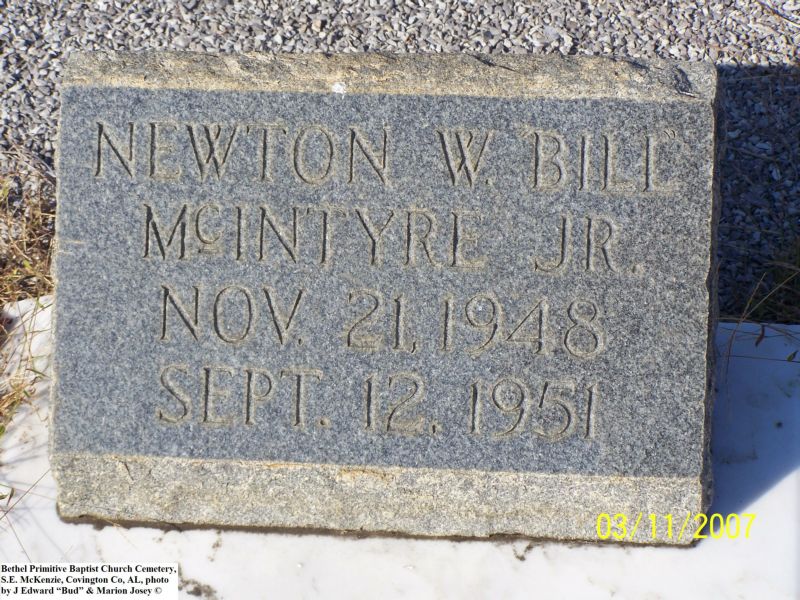 NEWTON W. "BILL"
McINTYRE JR.
NOV. 21, 1948
SEPT. 12, 1951
03/11/2007
Bethel Primitive Baptist Church Cemetery,
S.E. McKenzie, Covington Co, AL, photo
by J Edward “Bud” & Marion Josey ©